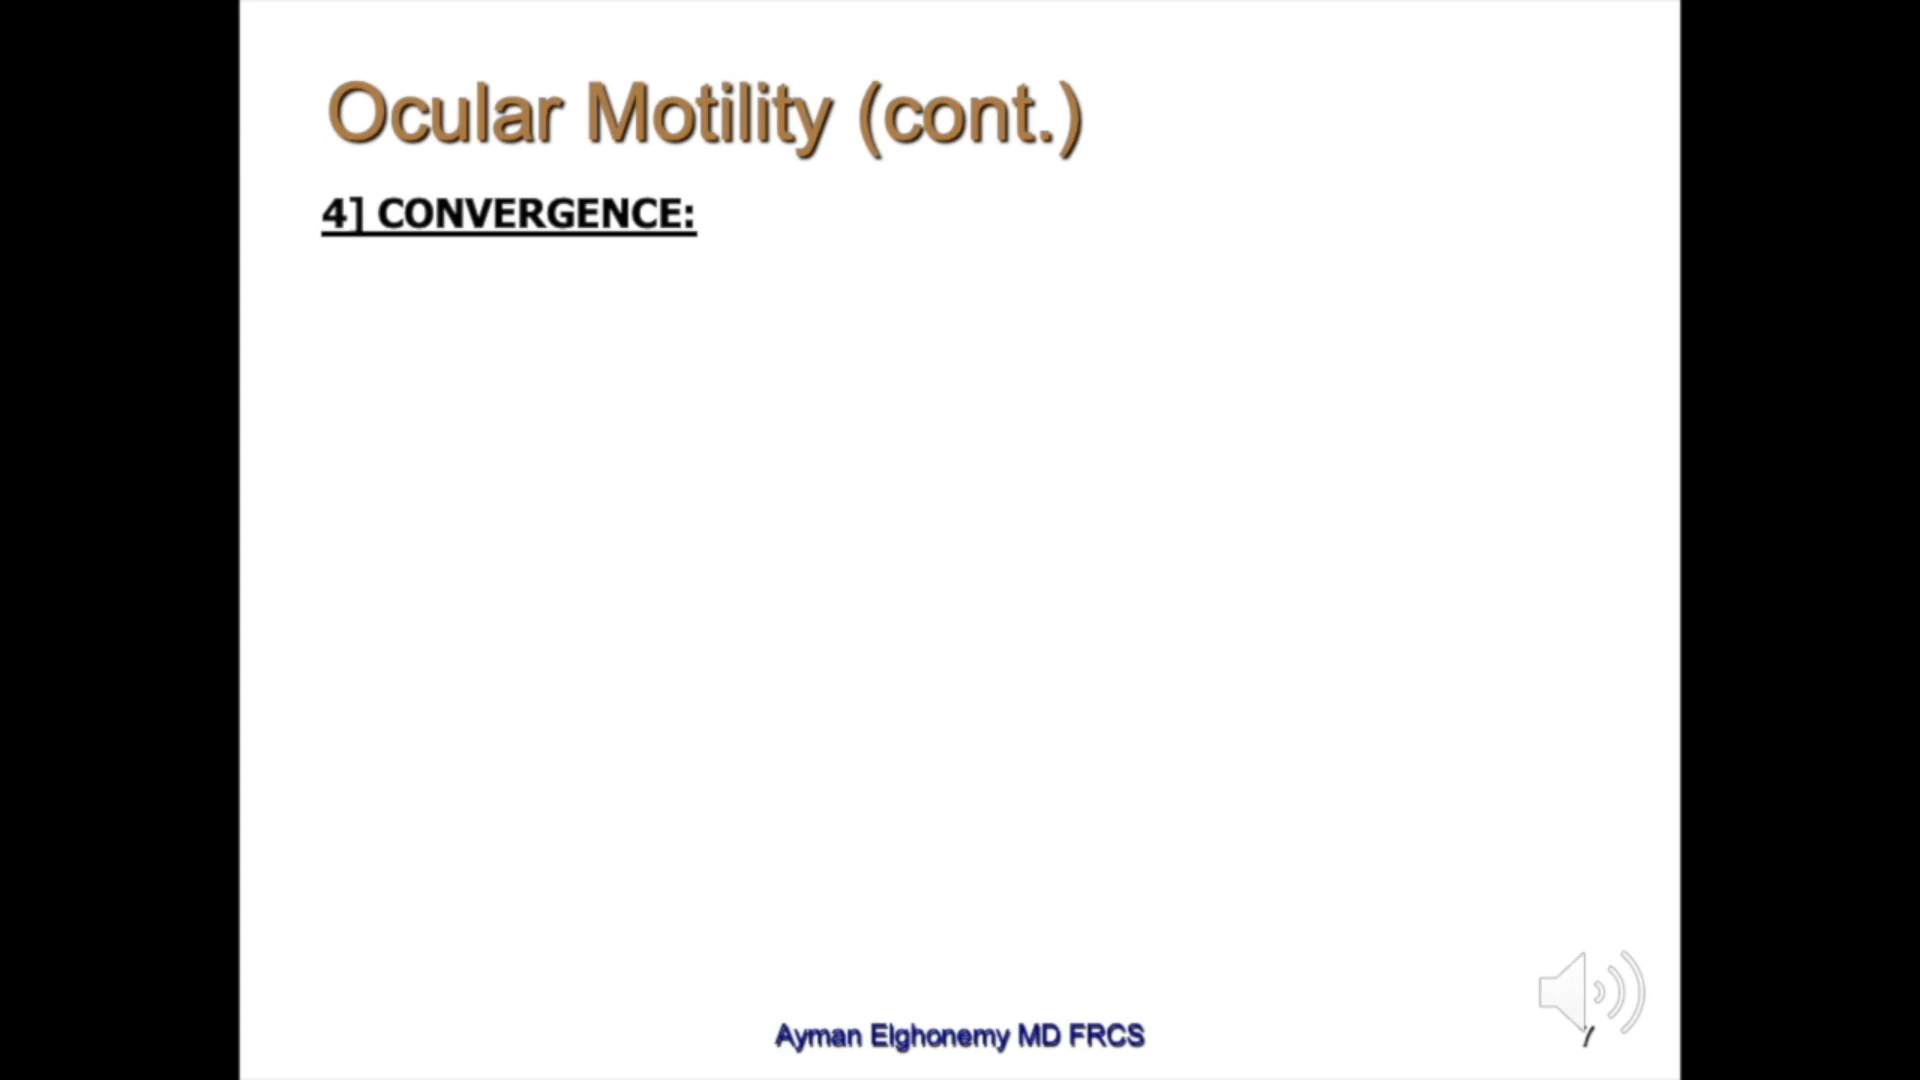 Ocular Motility (cont.)
4] CONVERGENCE:
Ayman Elghonemy MD FRCS